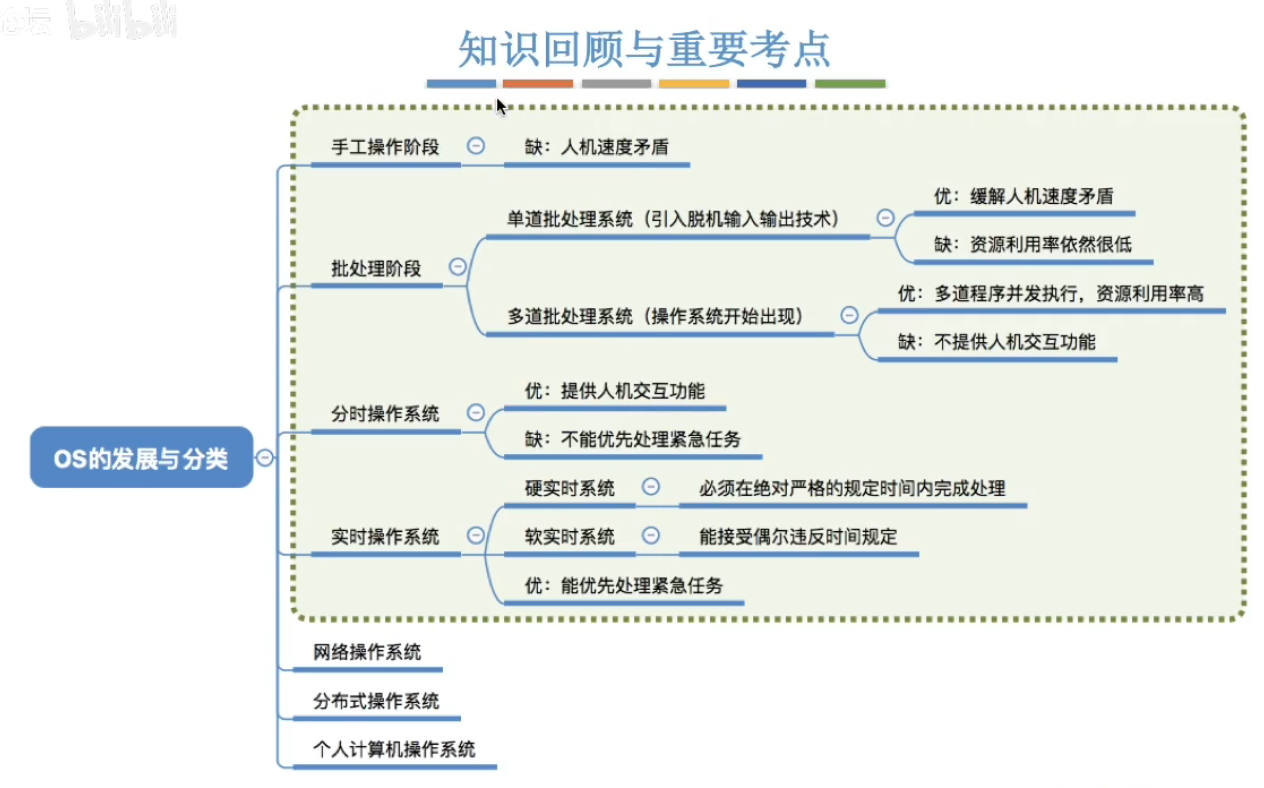 论坛 bilibili
知识回顾与重要考点
手工操作阶段
缺：人机速度矛盾
批处理阶段
单道批处理系统（引入脱机输入输出技术）
优：缓解人机速度矛盾
缺：资源利用率依然很低
多道批处理系统（操作系统开始出现）
优：多道程序并发执行，资源利用率高
缺：不提供人机交互功能
OS的发展与分类
分时操作系统
优：提供人机交互功能
缺：不能优先处理紧急任务
实时操作系统
硬实时系统
必须在绝对严格的规定时间内完成处理
软实时系统
能接受偶尔违反时间规定
优：能优先处理紧急任务
网络操作系统
分布式操作系统
个人计算机操作系统